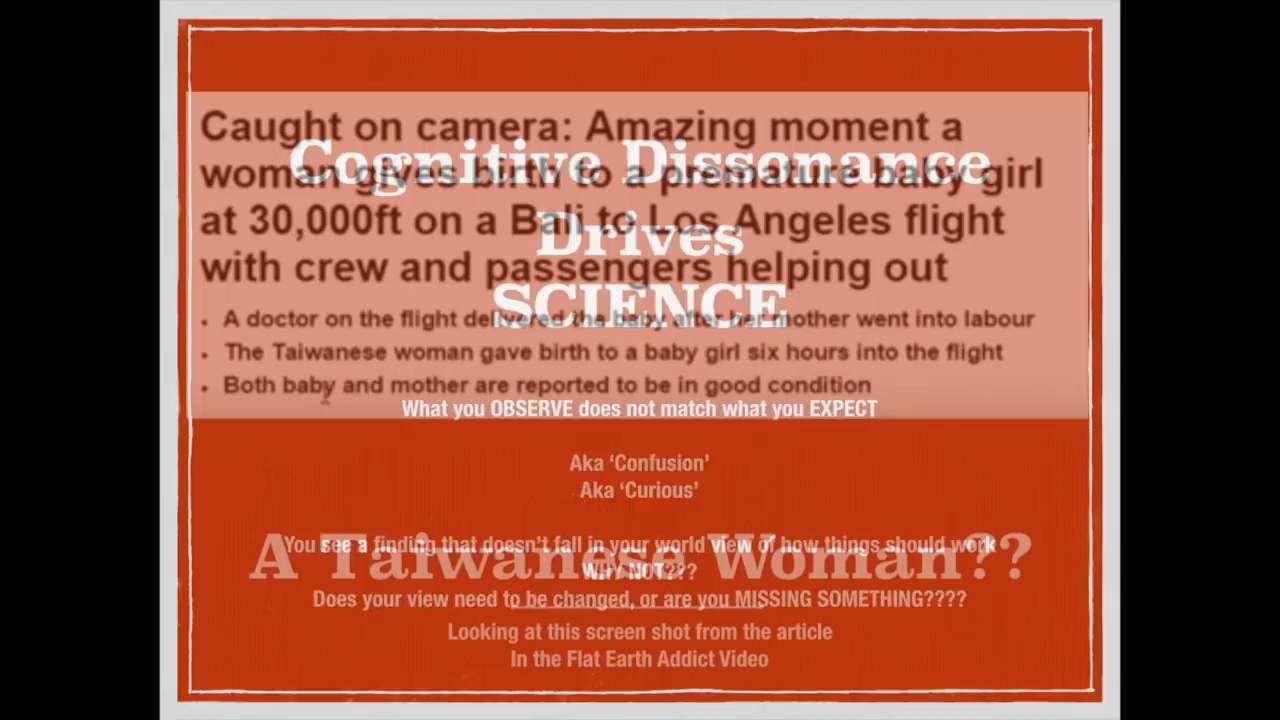 Caught on camera: Amazing moment a
woman gives birth to a premature baby girl
at 30,000ft on a Bali to Los Angeles flight
with crew and passengers helping out
• A doctor on the flight delivered the baby after her mother went into labour
• The Taiwanese woman gave birth to a baby girl six hours into the flight
• Both baby and mother are reported to be in good condition
Cognitive Dissonance
Drives
SCIENCE
What you OBSERVE does not match what you EXPECT
Aka ‘Confusion’
Aka ‘Curious’
You see a finding that doesn’t fall in your world view of how things should work
WHY NOT???
Does your view need to be changed, or are you MISSING SOMETHING????
A Taiwanese Woman??
Looking at this screen shot from the article
In the Flat Earth Addict Video